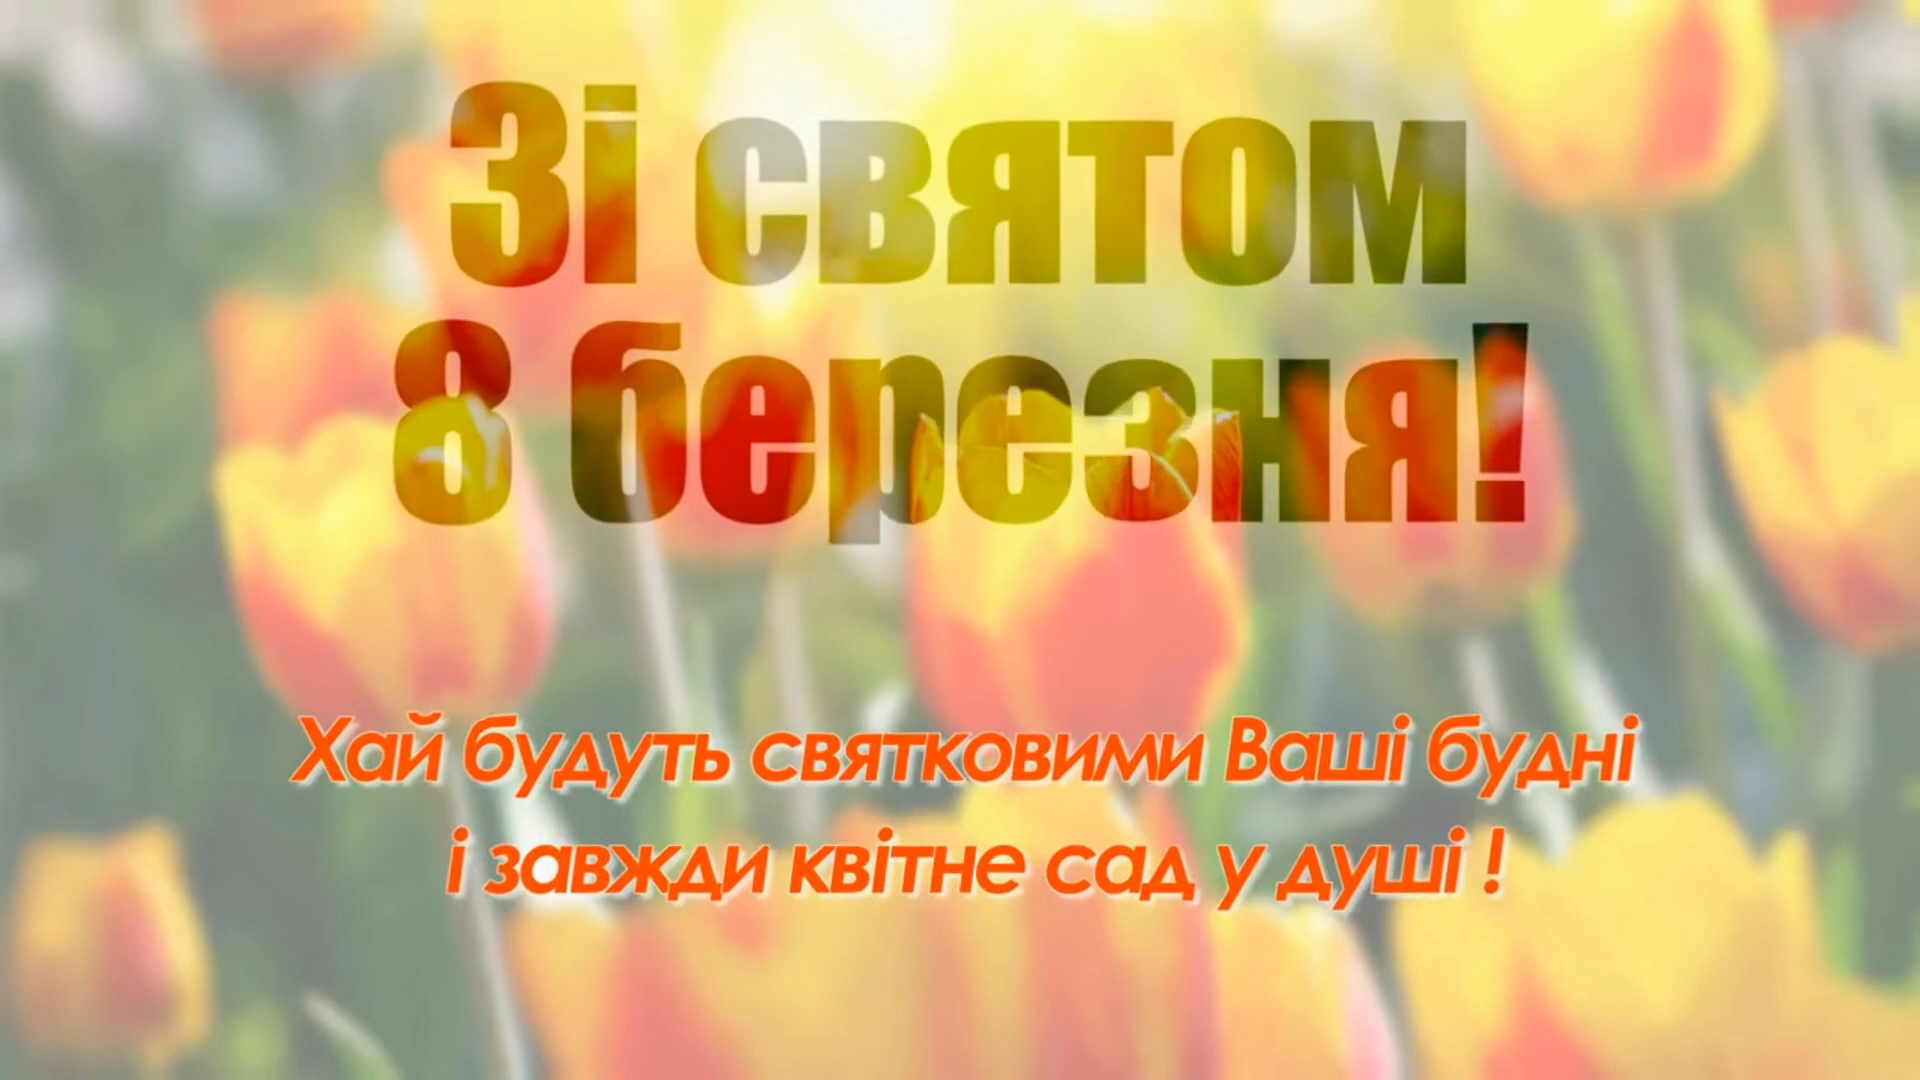 Зі святом
8 березня!
Хай будуть святковими Ваші будні
і завжди квітне сад у душі !